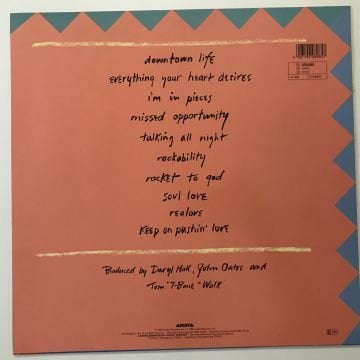 downtown life
everything your heart desires
i'm in pieces
missed opportunity
talking all night
rockability
rocket to god
soul love
realove
keep on pushin' love
Produced by Daryl Hall, John Oates and
Tom "T-Bone" Wolk
ARISTA